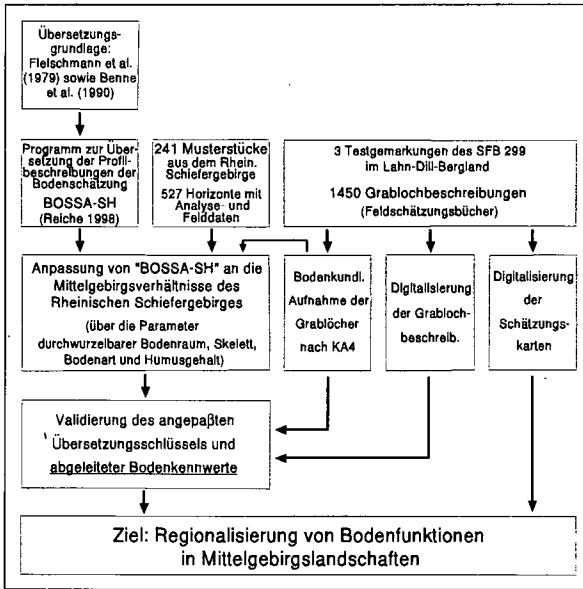 Übersetzungs-
grundlage:
Fleischmann et al.
(1979) sowie Benne
et al. (1990)
Programm zur Über-
setzung der Profil-
beschreibungen der
Bodenschätzung
BOSSA-SH
(Reiche 1998)
241 Musterstücke
aus dem Rhein.
Schiefergebirge
527 Horizonte mit
Analyse- und
Felddaten
3 Testgemarkungen des SFB 299
im Lahn-Dill-Bergland
1450 Grablochbeschreibungen
(Feldschätzungsbücher)
Anpassung von "BOSSA-SH" an die
Mittelgebirgsverhältnisse des
Rheinischen Schiefergebirges
(über die Parameter
durchwurzelbarer Bodenraum, Skelett,
Bodenart und Humusgehalt)
Bodenkundl.
Aufnahme der
Grablöcher
nach KA4
Digitalisierung
der Grabloch-
beschreib.
Digitalisierung
der
Schätzungs-
karten
Validierung des angepaßten
Übersetzungsschlüssels und
abgeleiteter Bodenkennwerte
Ziel: Regionalisierung von Bodenfunktionen
in Mittelgebirgslandschaften